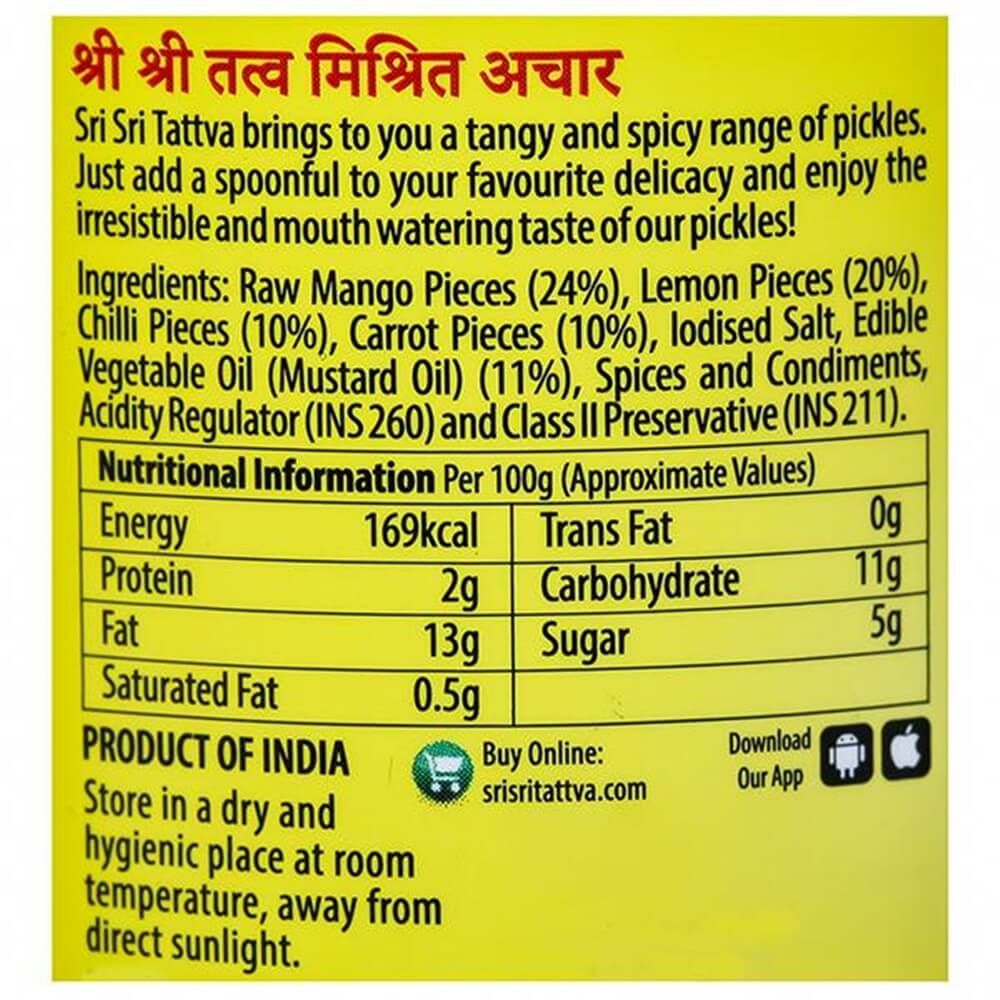 श्री श्री तत्व मिश्रित अचार
Sri Sri Tattva brings to you a tangy and spicy range of pickles.
Just add a spoonful to your favourite delicacy and enjoy the
irresistible and mouth watering taste of our pickles!
Ingredients: Raw Mango Pieces (24%), Lemon Pieces (20%),
Chilli Pieces (10%), Carrot Pieces (10%), Iodised Salt, Edible
Vegetable Oil (Mustard Oil) (11%), Spices and Condiments,
Acidity Regulator (INS 260) and Class II Preservative (INS 211).
Nutritional Information Per 100g (Approximate Values)
Energy 169kcal Trans Fat 0g
Protein 2g Carbohydrate 11g
Fat 13g Sugar 5g
Saturated Fat 0.5g
PRODUCT OF INDIA
Store in a dry and
hygienic place at room
temperature, away from
direct sunlight.
Buy Online:
srisritattva.com
Download
Our App